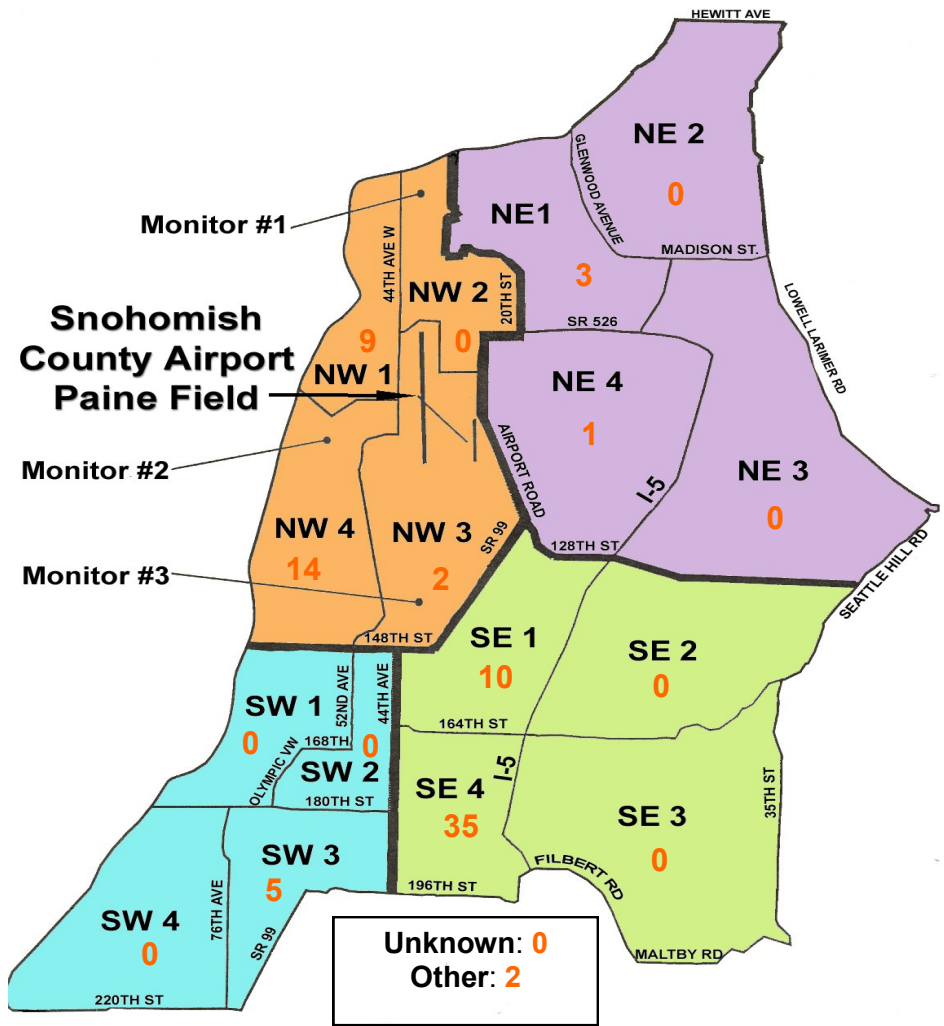 HEWITT AVE
NE 2
0
GLENWOOD AVENUE
MADISON ST.
NE1
3
20TH ST
SR 526
LOWELL LARIMER RD
Monitor #1
44TH AVE W
NW 2
0
Snohomish
County Airport
Paine Field
9
NW 1
NE 4
1
AIRPORT ROAD
I-5
NE 3
0
Monitor #2
NW 4
14
NW 3
2
SR 99
128TH ST
SEATTLE HILL RD
Monitor #3
148TH ST
SE 1
10
SE 2
0
164TH ST
SW 1
0
52ND AVE
44TH AVE
168TH
0
SW 2
OLYMPIC VW
180TH ST
I-5
SE 4
35
SE 3
0
35TH ST
SW 3
5
196TH ST
FILBERT RD
MALTBY RD
SW 4
0
76TH AVE
SR 99
220TH ST
Unknown: 0
Other: 2